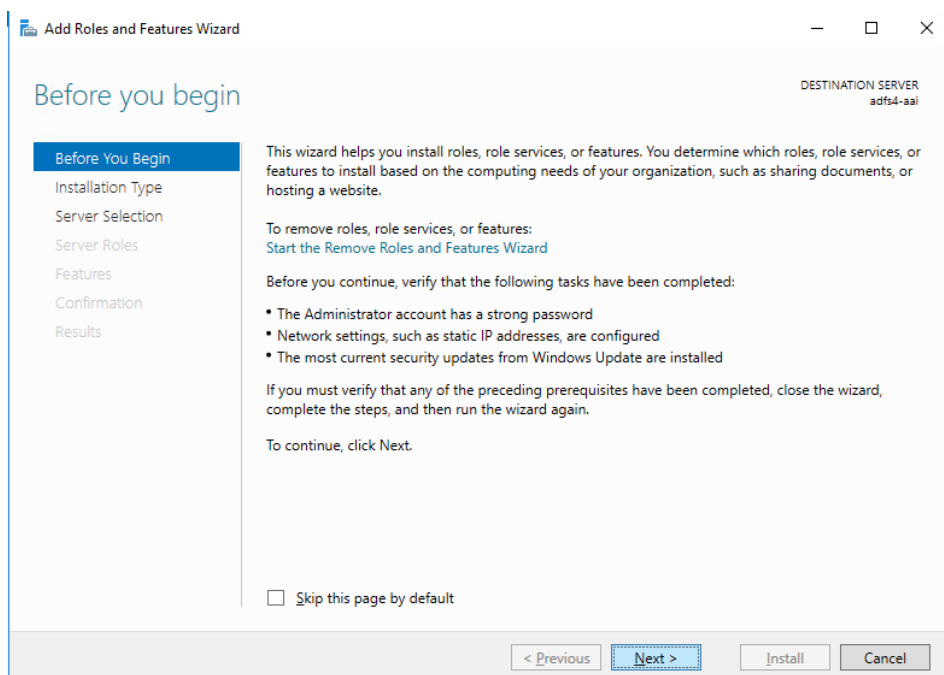 Add Roles and Features Wizard
Before you begin
DESTINATION SERVER
adfs4-aai
Before You Begin
Installation Type
Server Selection
Server Roles
Features
Confirmation
Results
This wizard helps you install roles, role services, or features. You determine which roles, role services, or
features to install based on the computing needs of your organization, such as sharing documents, or
hosting a website.
To remove roles, role services, or features:
Start the Remove Roles and Features Wizard
Before you continue, verify that the following tasks have been completed:
• The Administrator account has a strong password
• Network settings, such as static IP addresses, are configured
• The most current security updates from Windows Update are installed
If you must verify that any of the preceding prerequisites have been completed, close the wizard,
complete the steps, and then run the wizard again.
To continue, click Next.
Skip this page by default
< Previous
Next >
Install
Cancel